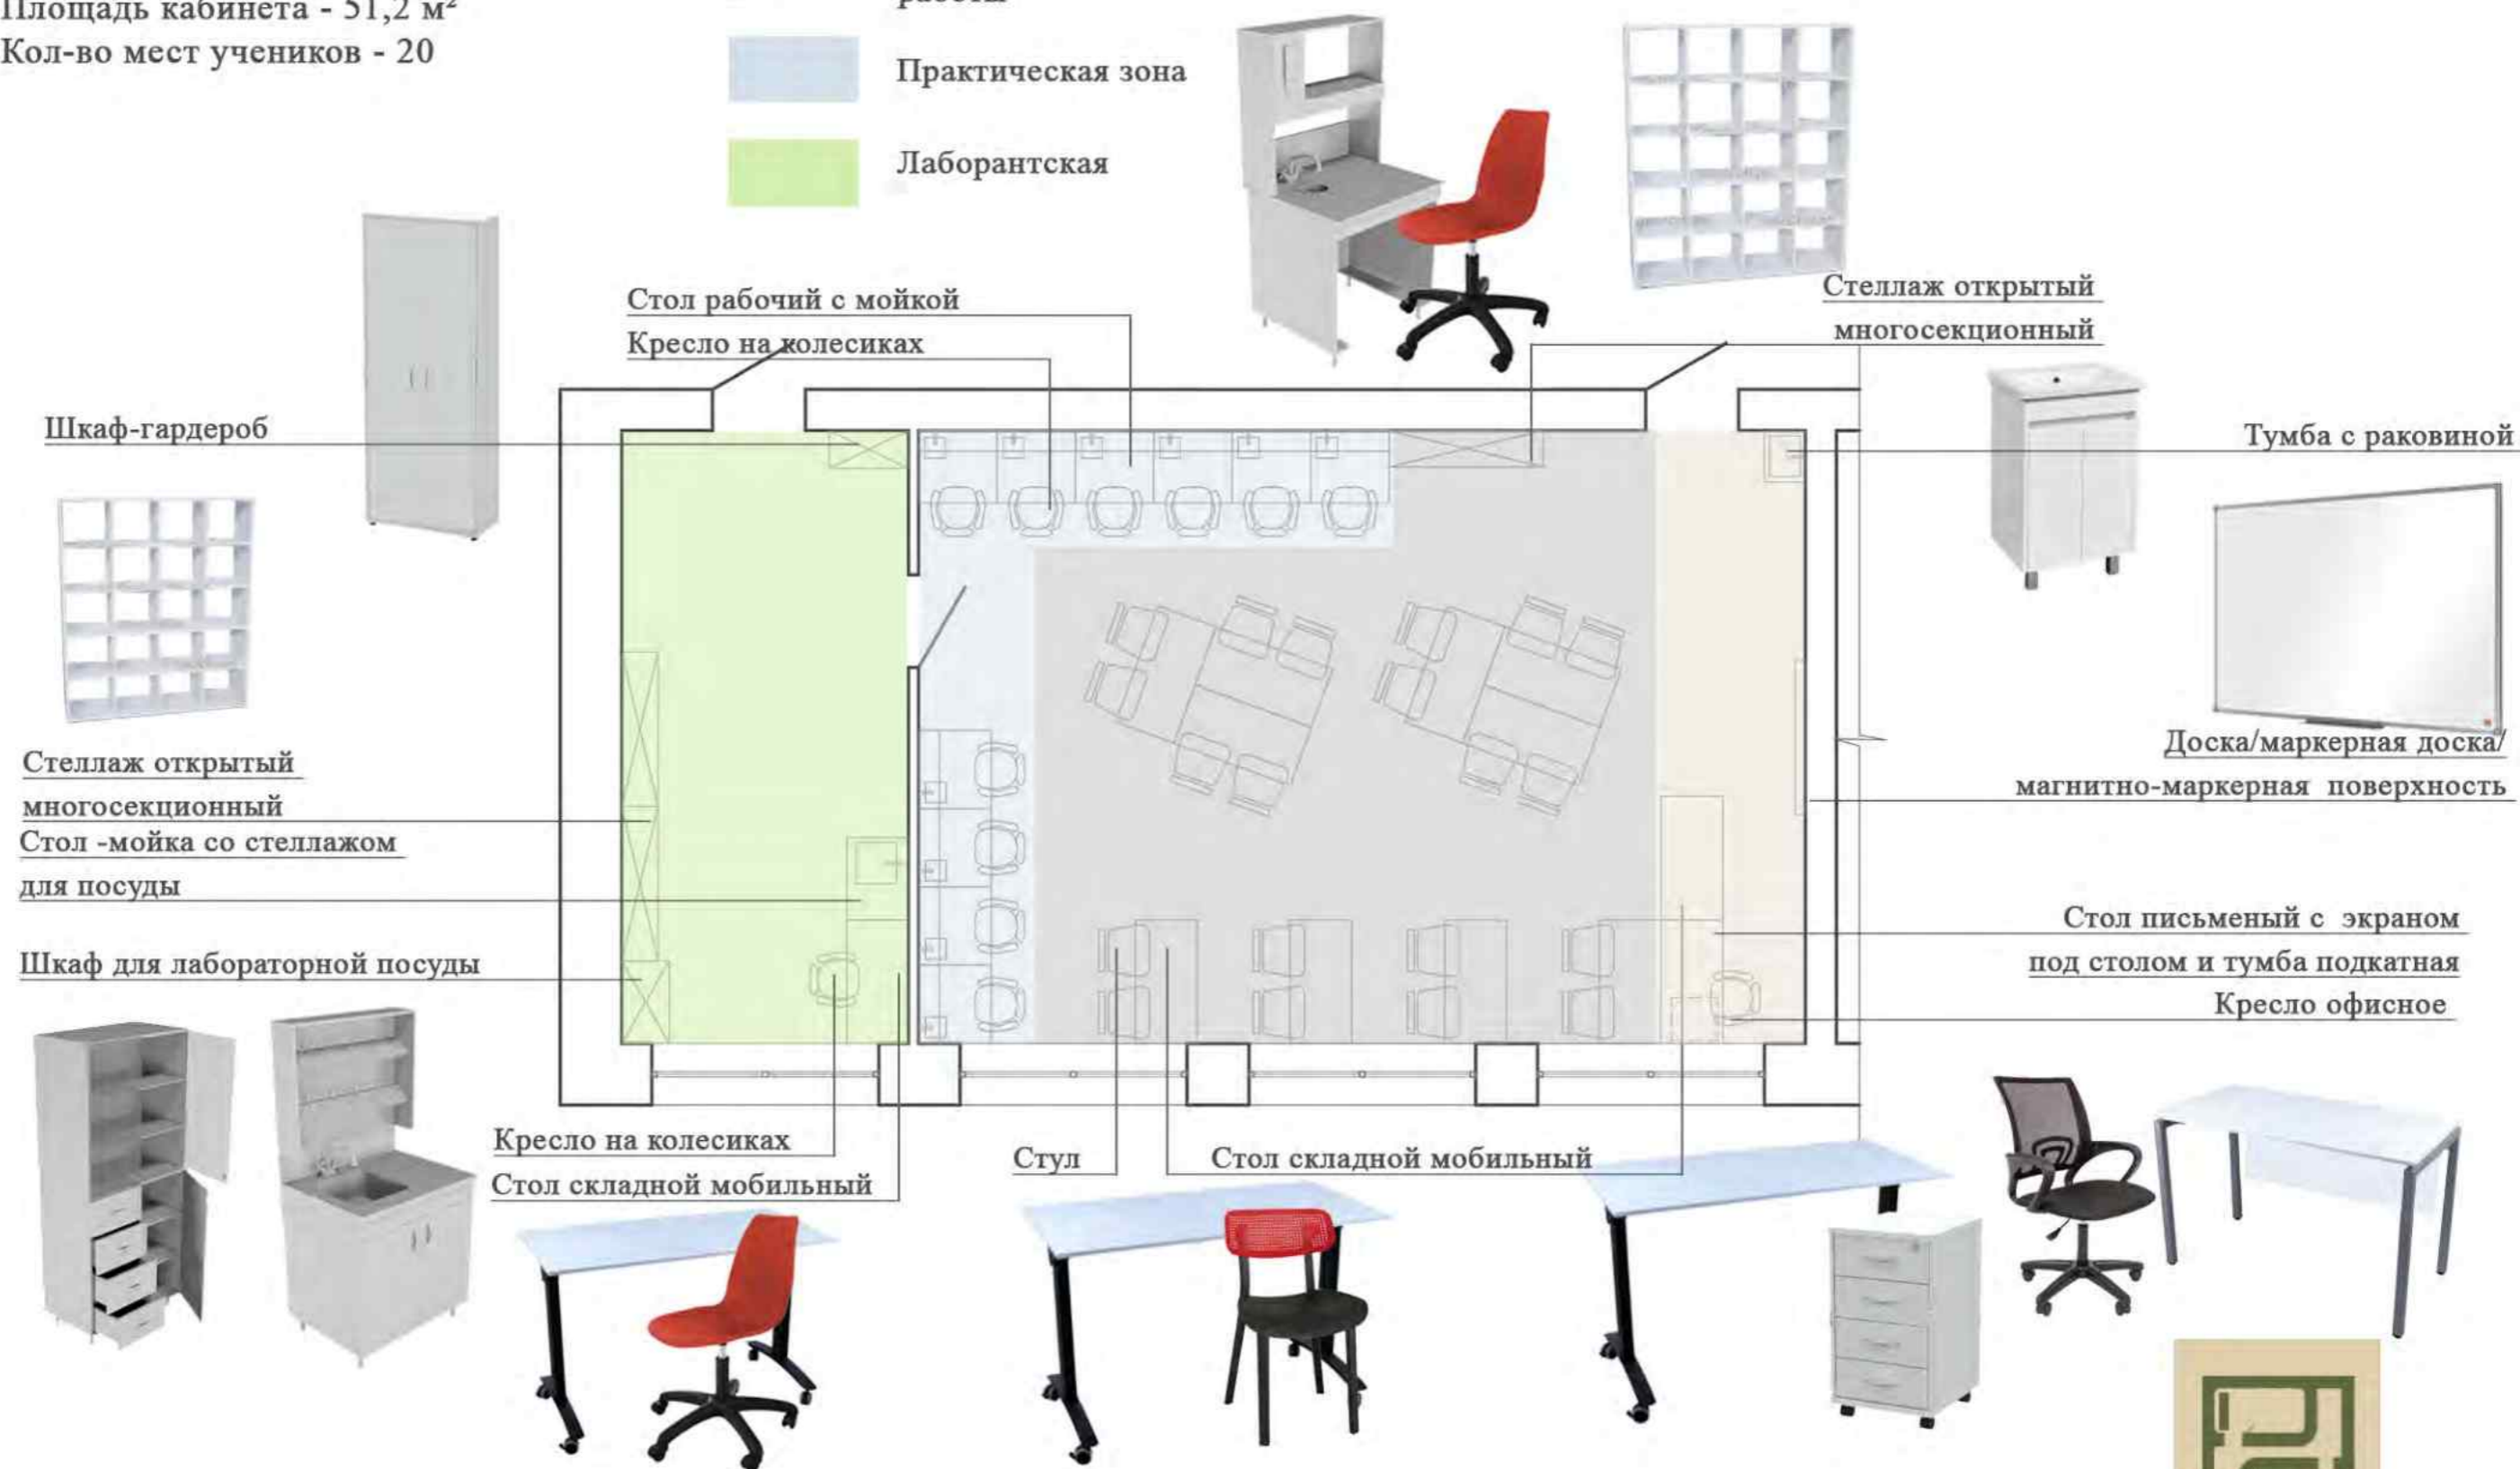 Площадь кабинета - 51,2 м²
Кол-во мест учеников - 20
работы
Практическая зона
Лаборантская
Стол рабочий с мойкой
Кресло на колесиках
Стеллаж открытый
многосекционный
Шкаф-гардероб
Тумба с раковиной
Стеллаж открытый
многосекционный
Стол -мойка со стеллажом
для посуды
Шкаф для лабораторной посуды
Доска/маркерная доска/
магнитно-маркерная поверхность
Стол письменый с экраном
под столом и тумба подкатная
Кресло офисное
Кресло на колесиках
Стол складной мобильный
Стул
Стол складной мобильный